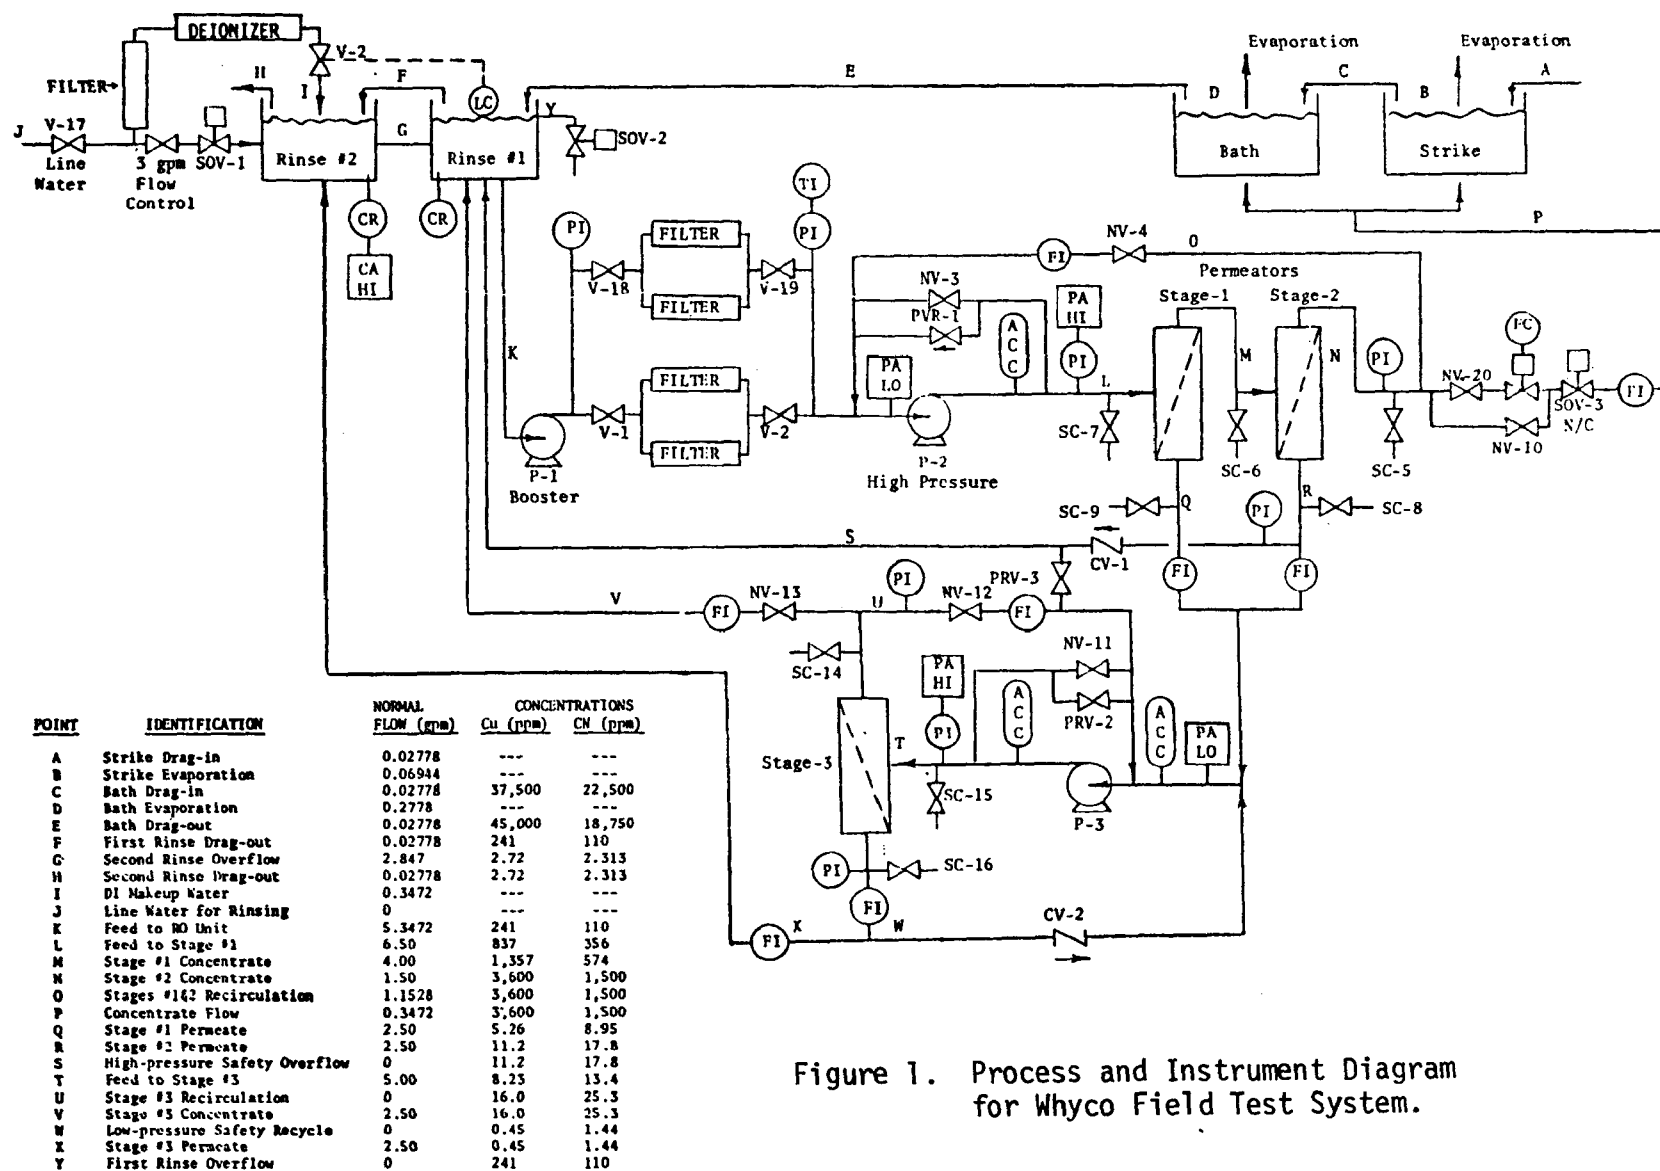 DEIONIZER
V-2
FILTER
H
I
F
LC
Y
E
Evaporation
Evaporation
D
C
B
A
J
V-17
Line
Water
3 gpm
Flow
Control
SOV-1
Rinse #2
G
Rinse #1
SOV-2
Bath
Strike
P
CR
CR
CA
HI
TI
PI
PI
FILTER
V-18
V-19
FILTER
K
FILTER
V-1
V-2
FILTER
P-1
Booster
FI
NV-4
O
Permeators
NV-3
PVR-1
PA
LO
ACC
PA
HI
PI
L
Stage-1
Stage-2
M
N
PI
NV-20
SOV-3
N/C
FI
NV-10
SC-7
SC-6
SC-5
P-2
High Pressure
SC-9
Q
R
SC-8
PI
S
CV-1
FI
FI
V
FI
NV-13
U
PI
NV-12
PRV-3
FI
SC-14
NV-11
PA
HI
ACC
PRV-2
ACC
PA
LO
PI
Stage-3
T
SC-15
P-3
PI
SC-16
FI
W
CV-2
FI
X
NORMAL CONCENTRATIONS
POINT IDENTIFICATION FLOW (gpm) Cu (ppm) CN (ppm)
A Strike Drag-in 0.02778 --- ---
B Strike Evaporation 0.06944 --- ---
C Bath Drag-in 0.02778 37,500 22,500
D Bath Evaporation 0.2778 --- ---
E Bath Drag-out 0.02778 45,000 18,750
F First Rinse Drag-out 0.02778 241 110
G Second Rinse Overflow 2.847 2.72 2.313
H Second Rinse Drag-out 0.02778 2.72 2.313
I DI Makeup Water 0.3472 --- ---
J Line Water for Rinsing 0 --- ---
K Feed to RO Unit 5.3472 241 110
L Feed to Stage #1 6.50 837 356
M Stage #1 Concentrate 4.00 1,357 574
N Stage #2 Concentrate 1.50 3,600 1,500
O Stages #1&2 Recirculation 1.1528 3,600 1,500
P Concentrate Flow 0.3472 3,600 1,500
Q Stage #1 Permeate 2.50 5.26 8.95
R Stage #2 Permeate 2.50 11.2 17.8
S High-pressure Safety Overflow 0 11.2 17.8
T Feed to Stage #3 5.00 8.23 13.4
U Stage #3 Recirculation 0 16.0 25.3
V Stage #3 Concentrate 2.50 16.0 25.3
W Low-pressure Safety Recycle 0 0.45 1.44
X Stage #3 Permeate 2.50 0.45 1.44
Y First Rinse Overflow 0 241 110
Figure 1. Process and Instrument Diagram
for Whyco Field Test System.